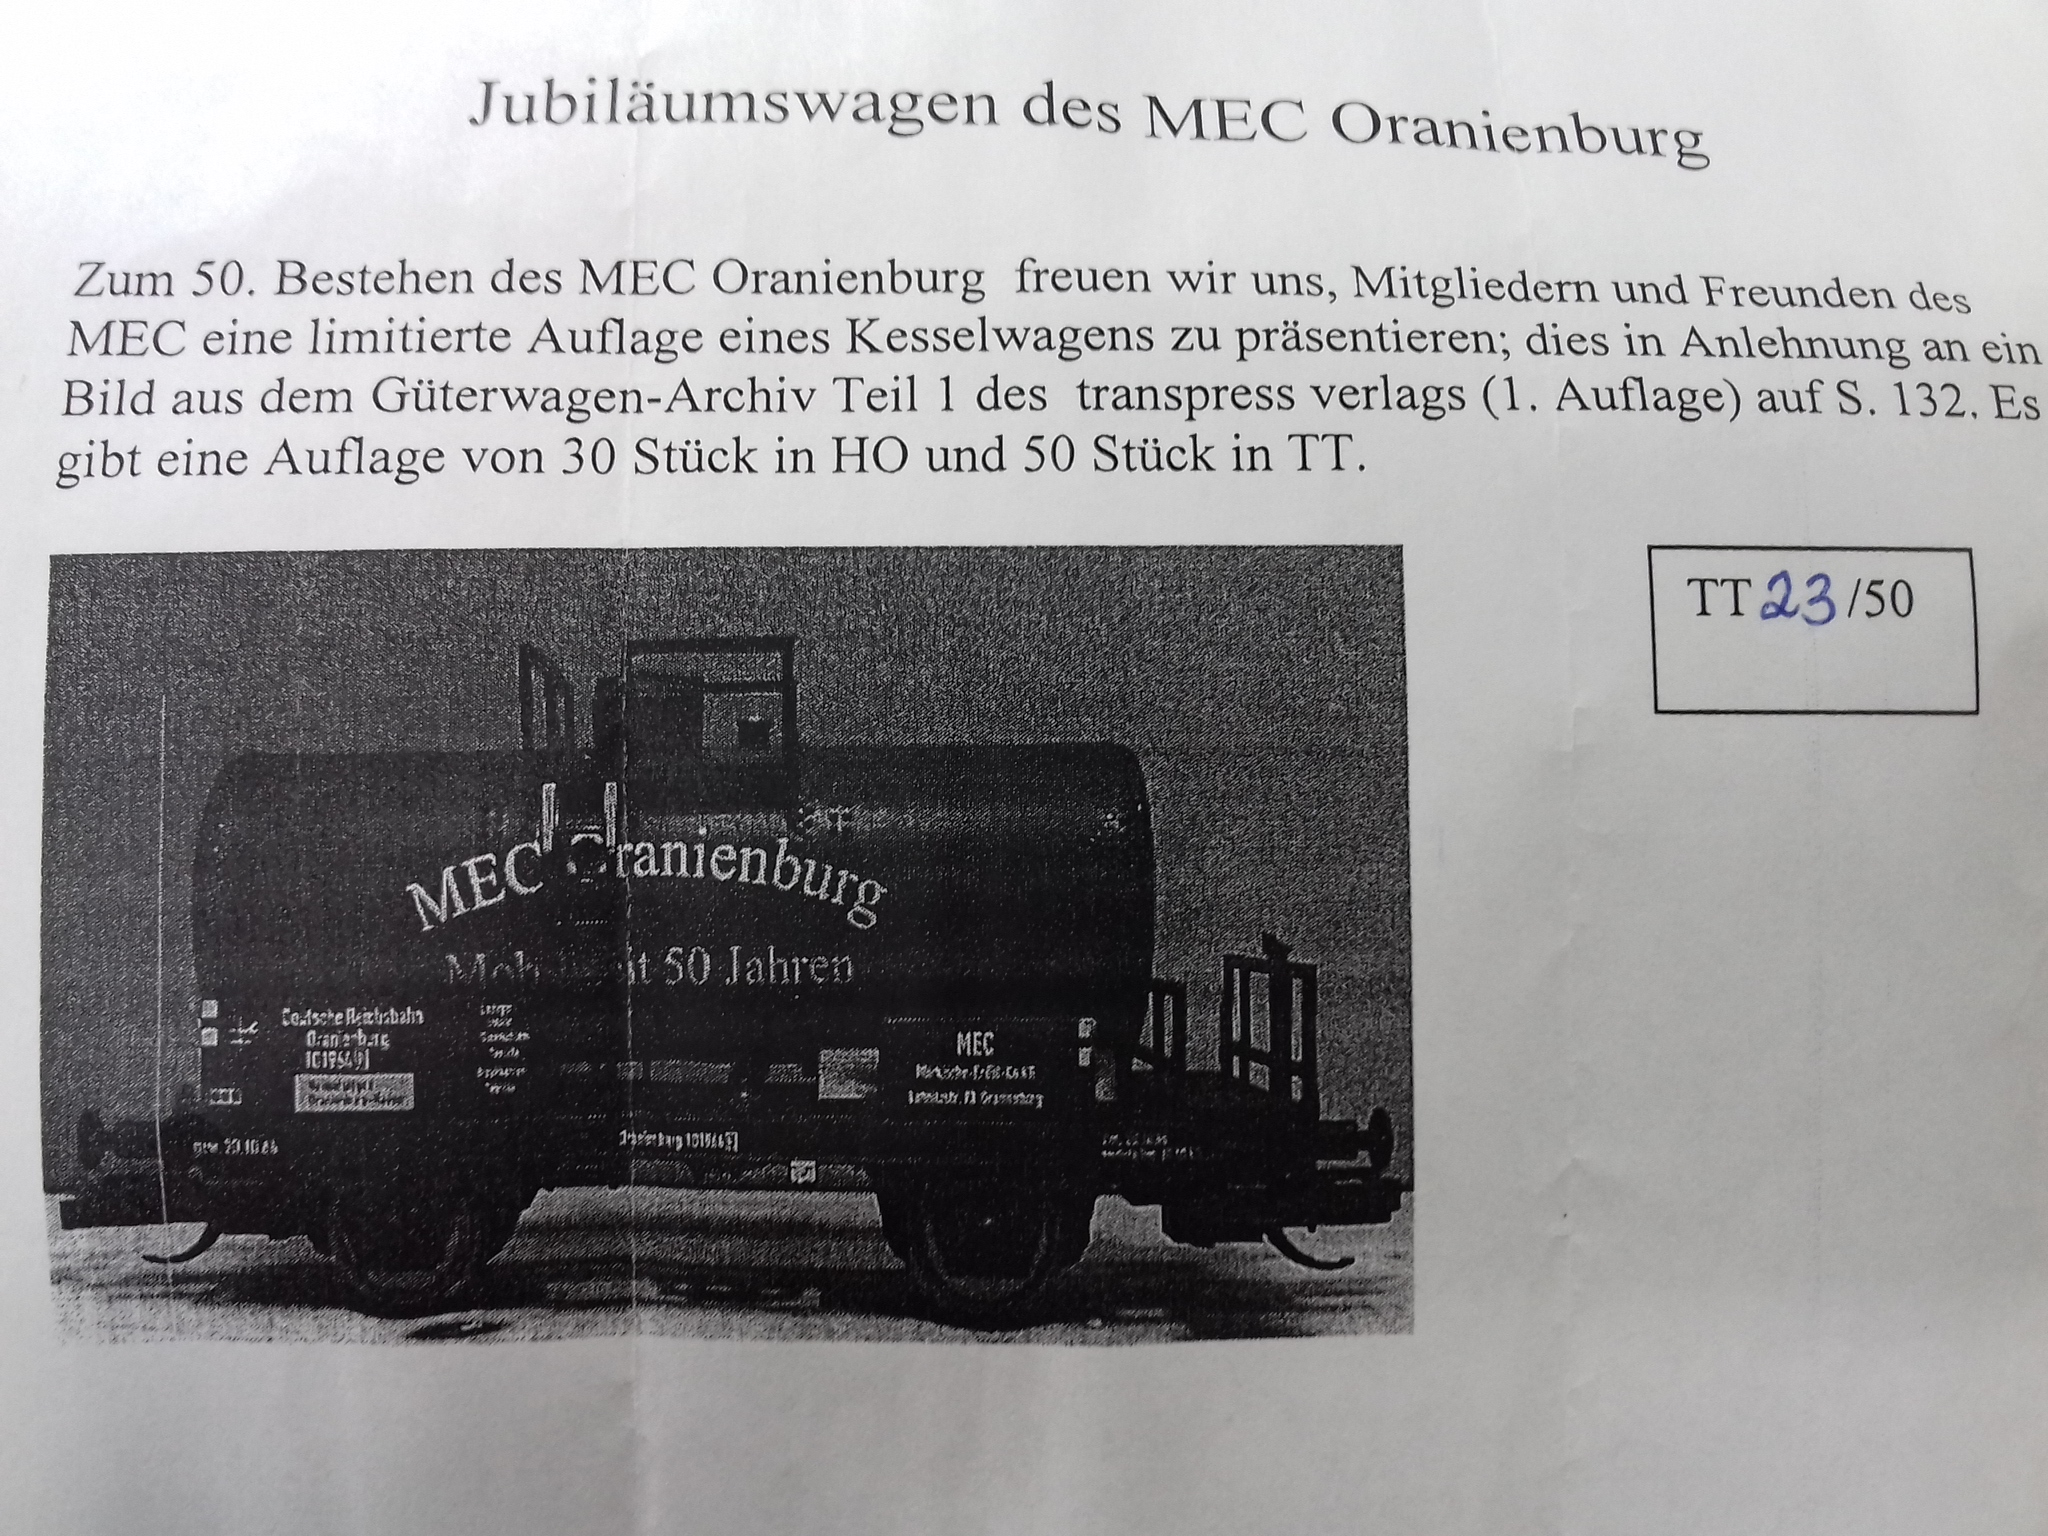 Jubiläumswagen des MEC Oranienburg
Zum 50. Bestehen des MEC Oranienburg freuen wir uns, Mitgliedern und Freunden des
MEC eine limitierte Auflage eines Kesselwagens zu präsentieren; dies in Anlehnung an ein
Bild aus dem Güterwagen-Archiv Teil 1 des transpress verlags (1. Auflage) auf S. 132. Es
gibt eine Auflage von 30 Stück in HO und 50 Stück in TT.
TT 23 /50
MEC Oranienburg
50 Jahren
Deutsche Reichsbahn
Oranienburg
MEC
Oranienburg